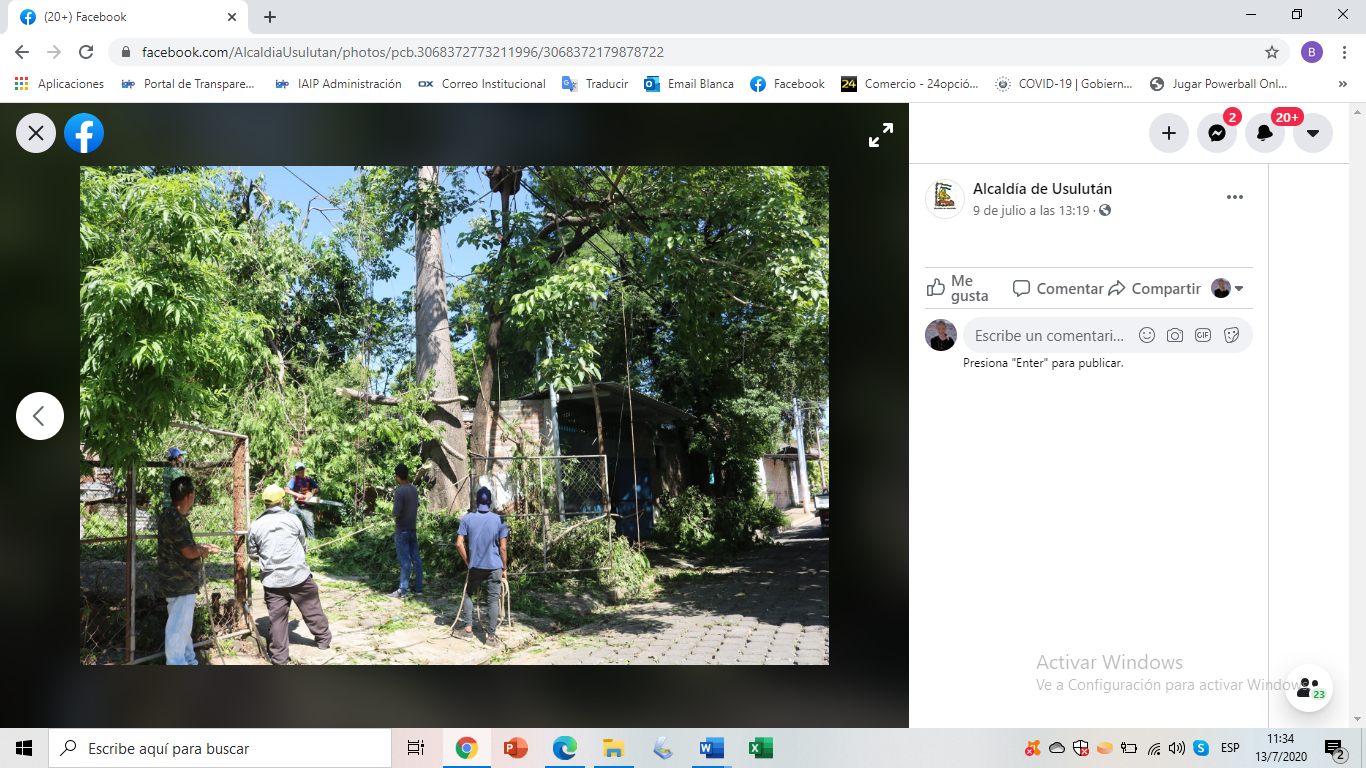 (20+) Facebook
facebook.com/AlcaldiaUsulutan/photos/pcb.3068372773211996/3068372179878722
B
Aplicaciones
Portal de Transpare...
IAIP Administración
Correo Institucional
Traducir
Email Blanca
Facebook
24
Comercio - 24opció...
COVID-19 | Gobiern...
Jugar Powerball Onl...
»
2
20+
Alcaldía de Usulután
9 de julio a las 13:19 ·
Me gusta
Comentar
Compartir
Escribe un comentari...
GIF
Presiona "Enter" para publicar.
Activar Windows
Ve a Configuración para activar Windows
23
Escribe aquí para buscar
ESP
11:34
13/7/2020
2